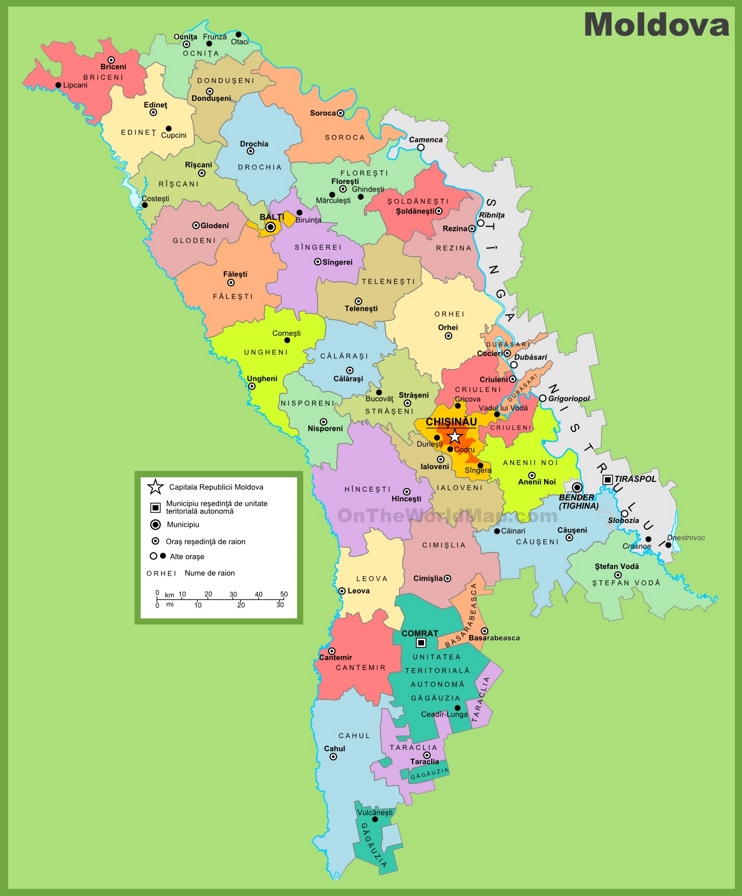 Moldova
Ocnița
Frunză
Otaci
OCNIȚA
Briceni
BRICENI
Lipcani
DONDUȘENI
Dondușeni
Edineț
EDINEȚ
Cupcini
Soroca
SOROCA
Drochia
DROCHIA
Camenca
Rîșcani
RÎȘCANI
Costești
FLOREȘTI
Florești
Ghindești
Mărculești
ȘOLDĂNEȘTI
Șoldănești
Rîbnița
Rezina
REZINA
STÎNGA
NISTRULUI
Glodeni
GLODENI
BĂLȚI
Biruința
SÎNGEREI
Sîngerei
Fălești
FĂLEȘTI
TELENEȘTI
Telenești
ORHEI
Orhei
Cornești
UNGHENI
Ungheni
CĂLĂRAȘI
Călărași
DUBĂSARI
Cocieri
Dubăsari
Criuleni
DUBĂSARI
CRIULENI
Grigoriopol
NISPORENI
Nisporeni
Bucovăț
Strășeni
STRĂȘENI
Cricova
Vadul lui Vodă
CHIȘINĂU
CRIULENI
Durlești
Codru
Ialoveni
Sîngera
ANENII NOI
Anenii Noi
IALOVENI
HÎNCEȘTI
Hîncești
BENDER
(TIGHINA)
TIRASPOL
OnTheWorldMap.com
Slobozia
Căinari
Căușeni
CĂUȘENI
Crasnoe
Dnestrovsc
Ștefan Vodă
ȘTEFAN VODĂ
CIMIȘLIA
Cimișlia
LEOVA
Leova
BASARABEASCA
Basarabeasca
COMRAT
UNITATEA
TERITORIALĂ
AUTONOMĂ
GĂGĂUZIA
Cantemir
CANTEMIR
TARACLIA
Ceadîr-Lunga
CAHUL
Cahul
TARACLIA
Taraclia
GĂGĂUZIA
Vulcănești
GĂGĂUZIA
Capitala Republicii Moldova
Municipiu reședință de unitate
teritorială autonomă
Municipiu
Oraș reședință de raion
Alte orașe
ORHEI Nume de raion
0 km 10 20 30 40 50
0 mi 10 20 30